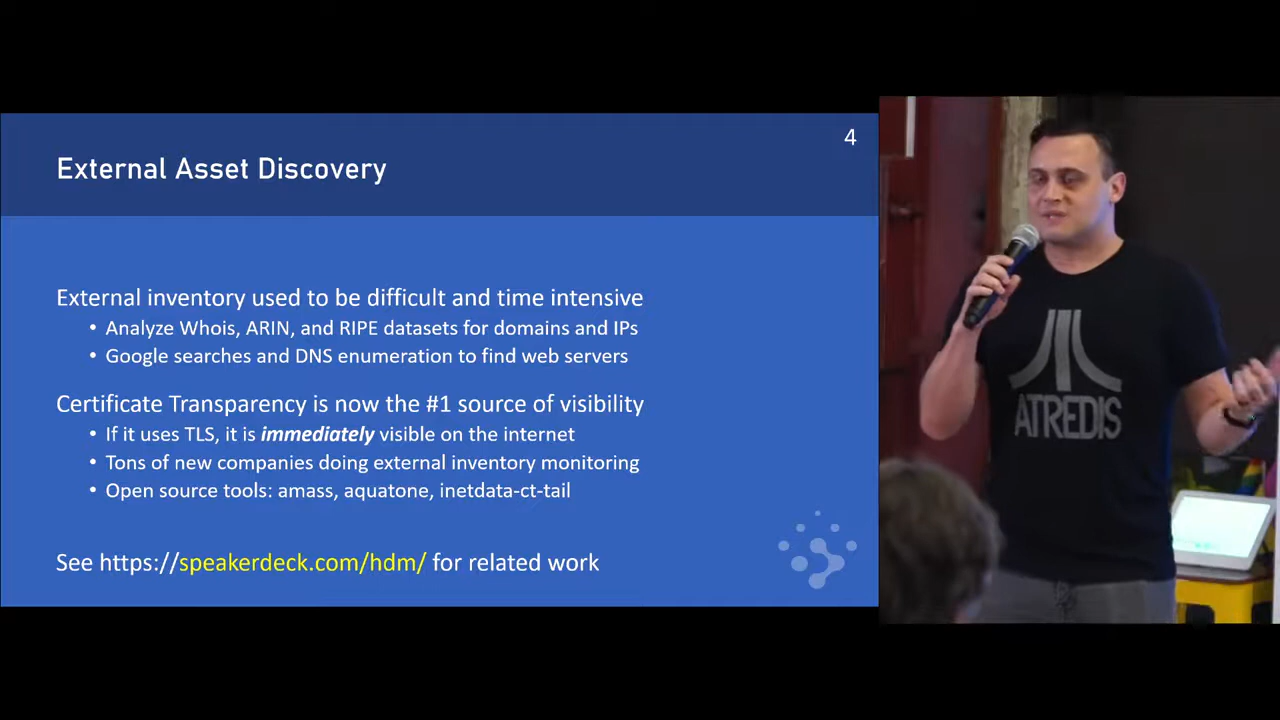 4
External Asset Discovery
External inventory used to be difficult and time intensive
• Analyze Whois, ARIN, and RIPE datasets for domains and IPs
• Google searches and DNS enumeration to find web servers
Certificate Transparency is now the #1 source of visibility
• If it uses TLS, it is immediately visible on the internet
• Tons of new companies doing external inventory monitoring
• Open source tools: amass, aquatone, inetdata-ct-tail
See https://speakerdeck.com/hdm/ for related work
ATREDIS